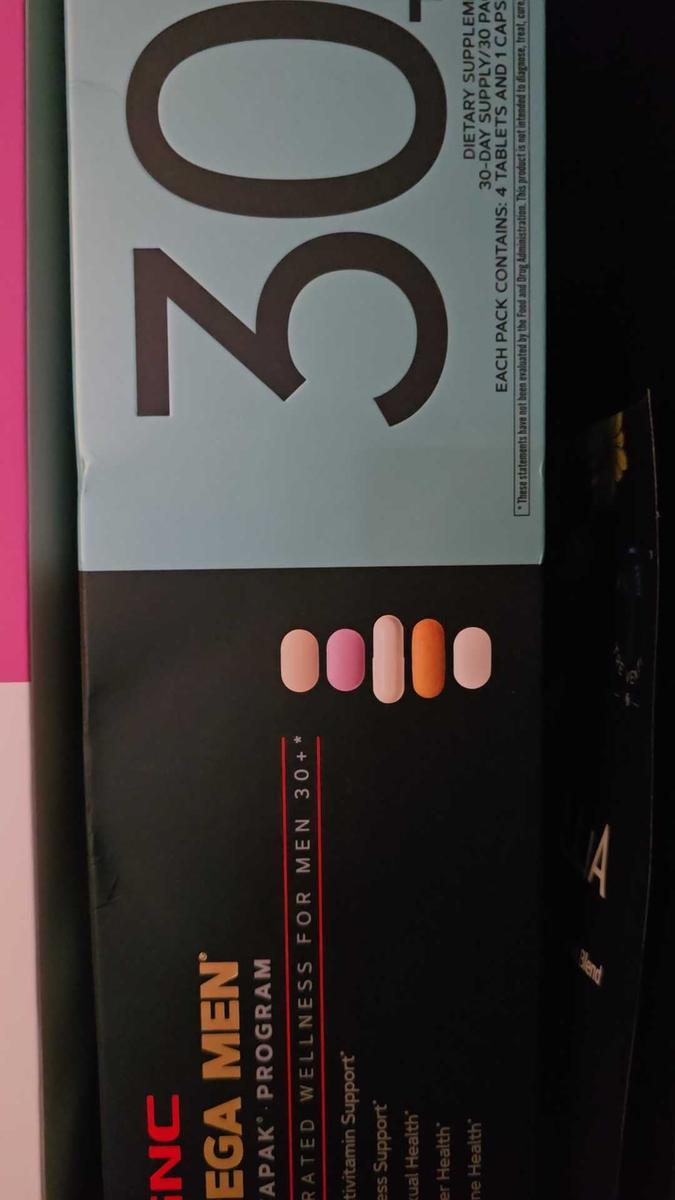 GNC
EGA MEN®
APAK® PROGRAM
RATED WELLNESS FOR MEN 30+*
tivitamin Support*
ess Support*
ual Health*
er Health*
ne Health*
30+
DIETARY SUPPLEM
30-DAY SUPPLY/30 PA
EACH PACK CONTAINS: 4 TABLETS AND 1 CAPS
* These statements have not been evaluated by the Food and Drug Administration. This product is not intended to diagnose, treat, cure,
A
Blend